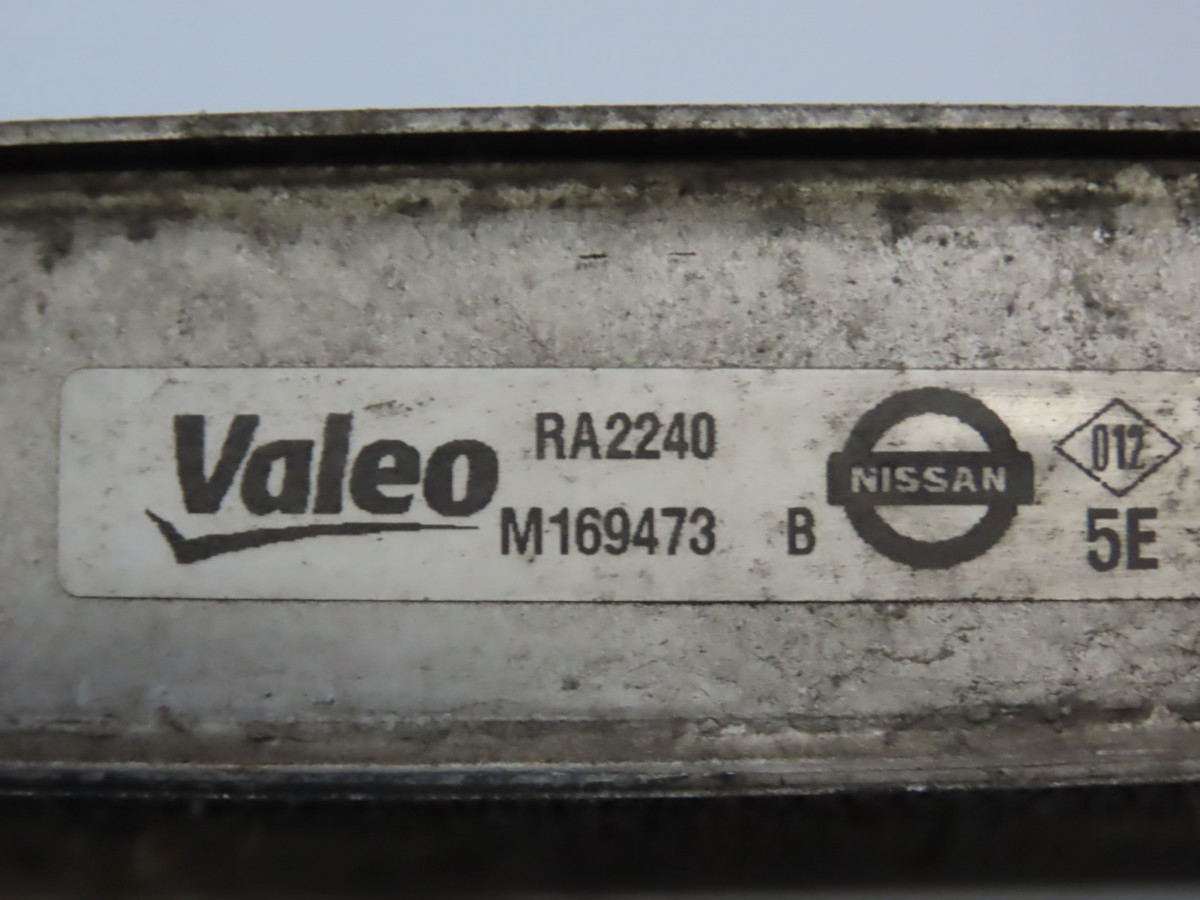 Valeo
RA2240
M169473 B
NISSAN
012
5E